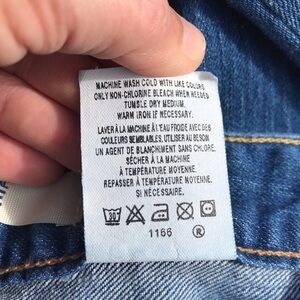 MACHINE WASH COLD WITH LIKE COLORS
ONLY NON-CHLORINE BLEACH WHEN NEEDED
TUMBLE DRY MEDIUM.
WARM IRON IF NECESSARY.
LAVER À LA MACHINE À L'EAU FROIDE AVEC DES
COULEURS SEMBLABLES. UTILISER AU BESOIN
UN AGENT DE BLANCHIMENT SANS CHLORE.
SÉCHER À LA MACHINE
À TEMPÉRATURE MOYENNE.
REPASSER À TEMPÉRATURE MOYENNE
SI NÉCESSAIRE.
1166 ®